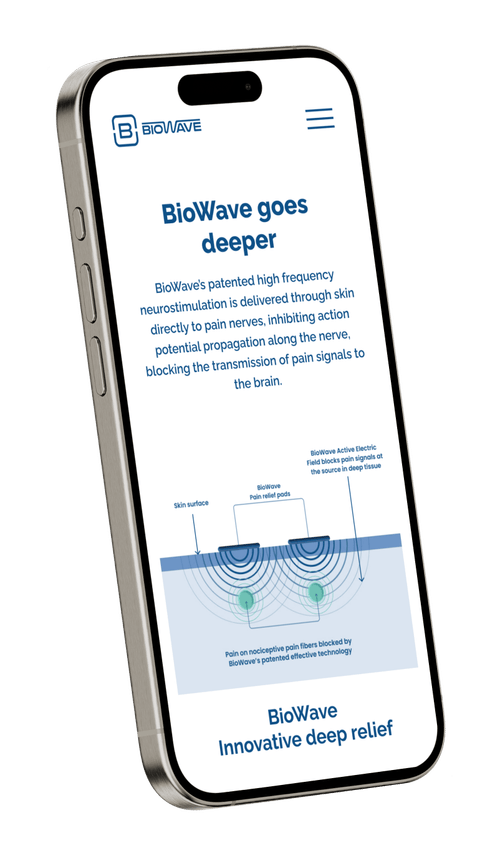 BIOWAVE
BioWave goes
deeper
BioWave's patented high frequency
neurostimulation is delivered through skin
directly to pain nerves, inhibiting action
potential propagation along the nerve,
blocking the transmission of pain signals to
the brain.
BioWave Active Electric
Field blocks pain signals at
the source in deep tissue
BioWave
Pain relief pads
Skin surface
Pain on nociceptive pain fibers blocked by
BioWave's patented effective technology
BioWave
Innovative deep relief